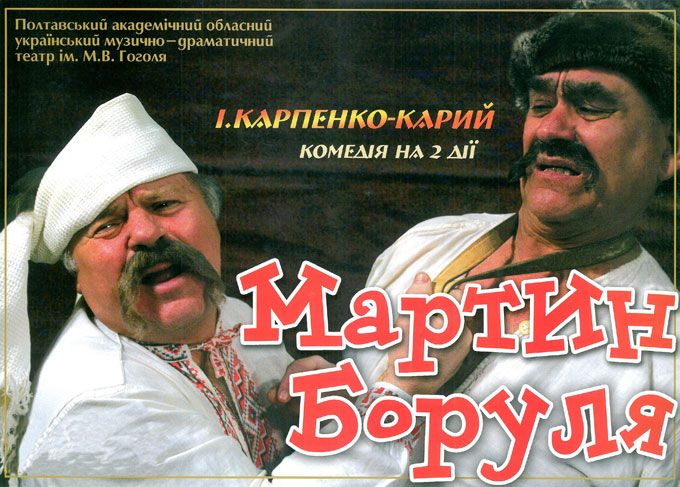 Полтавський академічний обласний
український музично-драматичний
театр ім. М.В. Гоголя
І.КАРПЕНКО-КАРИЙ
КОМЕДІЯ НА 2 ДІЇ
Мартин
Боруля